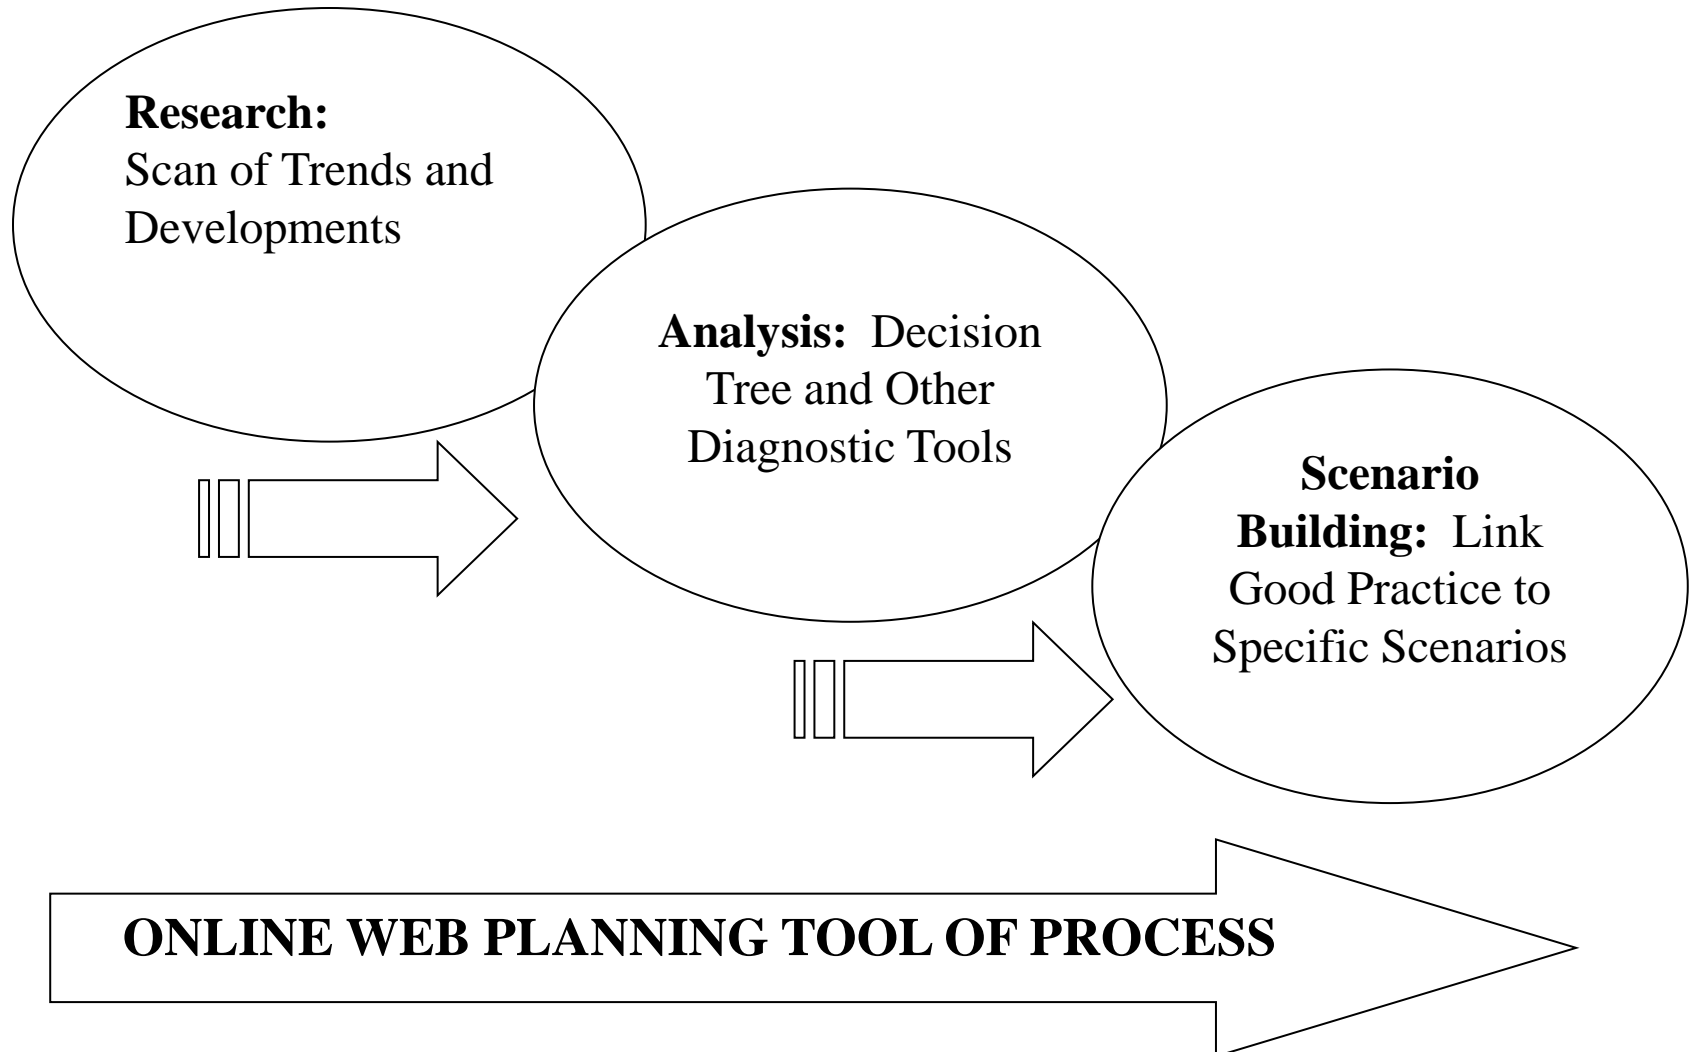 Research:
Scan of Trends and
Developments
Analysis:  Decision
Tree and Other
Diagnostic Tools
Scenario
Building:  Link
Good Practice to
Specific Scenarios
ONLINE WEB PLANNING TOOL OF PROCESS